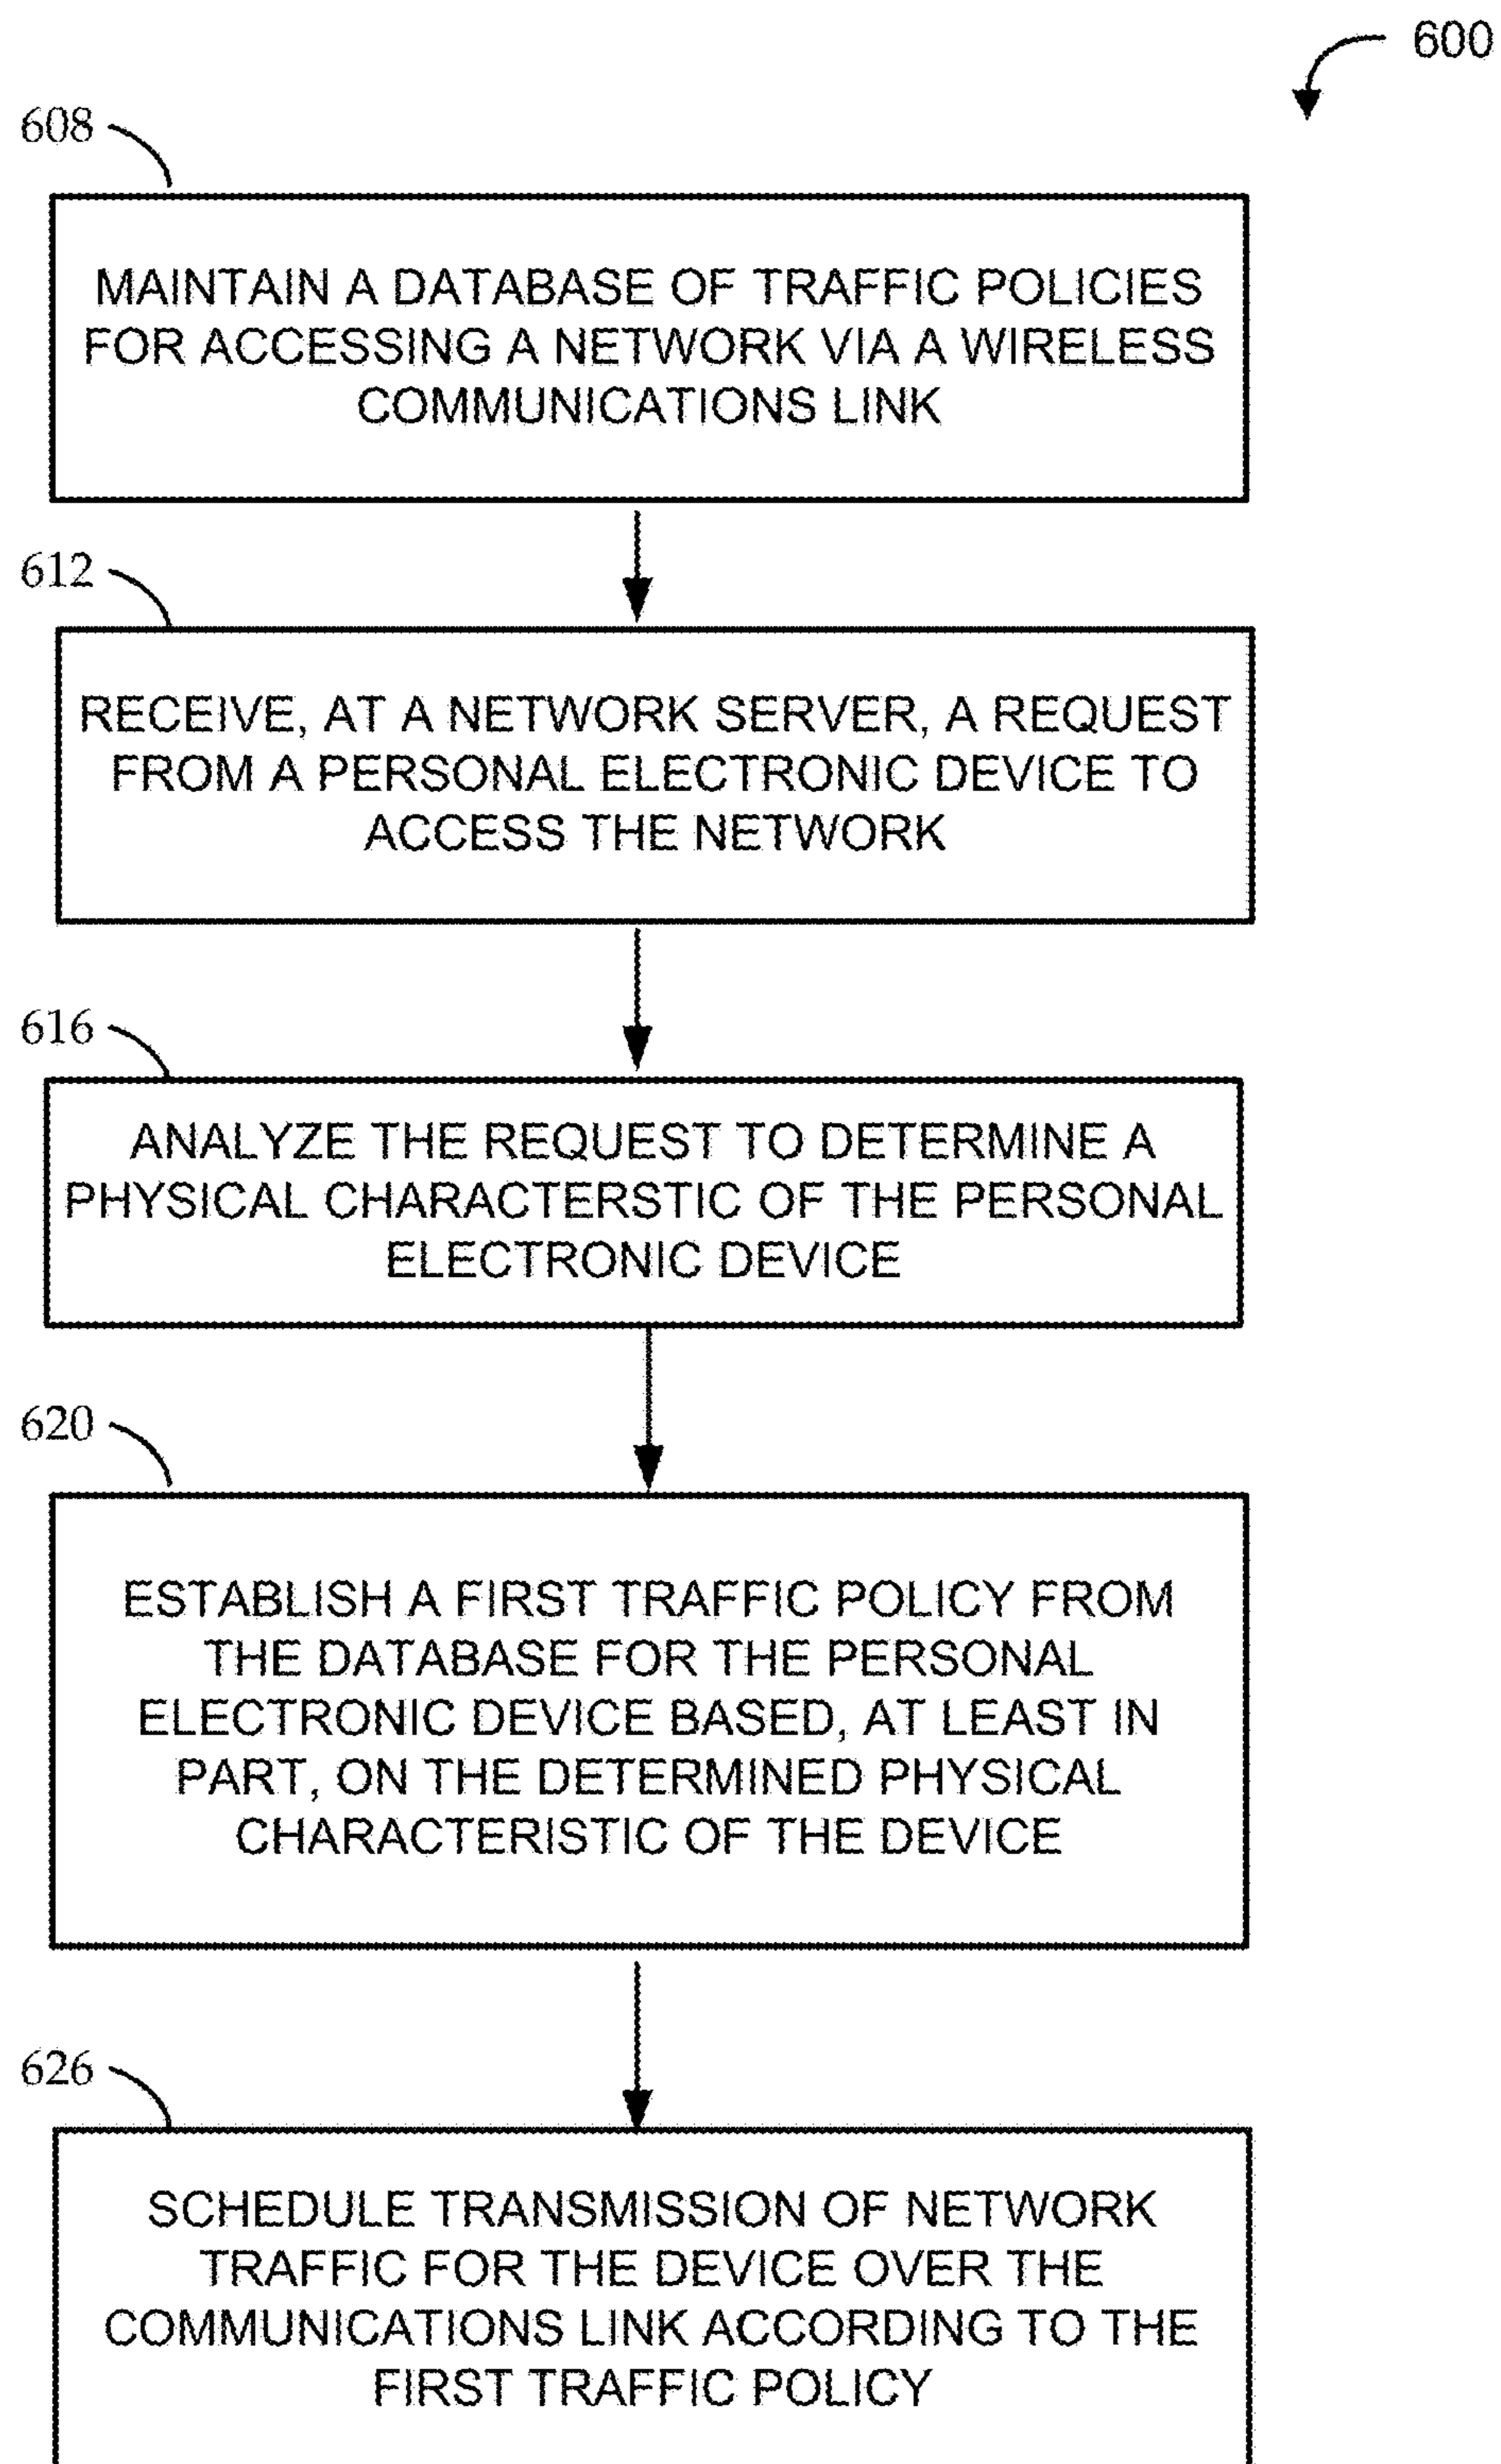 600
608
MAINTAIN A DATABASE OF TRAFFIC POLICIES
FOR ACCESSING A NETWORK VIA A WIRELESS
COMMUNICATIONS LINK
612
RECEIVE, AT A NETWORK SERVER, A REQUEST
FROM A PERSONAL ELECTRONIC DEVICE TO
ACCESS THE NETWORK
616
ANALYZE THE REQUEST TO DETERMINE A
PHYSICAL CHARACTERSTIC OF THE PERSONAL
ELECTRONIC DEVICE
620
ESTABLISH A FIRST TRAFFIC POLICY FROM
THE DATABASE FOR THE PERSONAL
ELECTRONIC DEVICE BASED, AT LEAST IN
PART, ON THE DETERMINED PHYSICAL
CHARACTERISTIC OF THE DEVICE
626
SCHEDULE TRANSMISSION OF NETWORK
TRAFFIC FOR THE DEVICE OVER THE
COMMUNICATIONS LINK ACCORDING TO THE
FIRST TRAFFIC POLICY